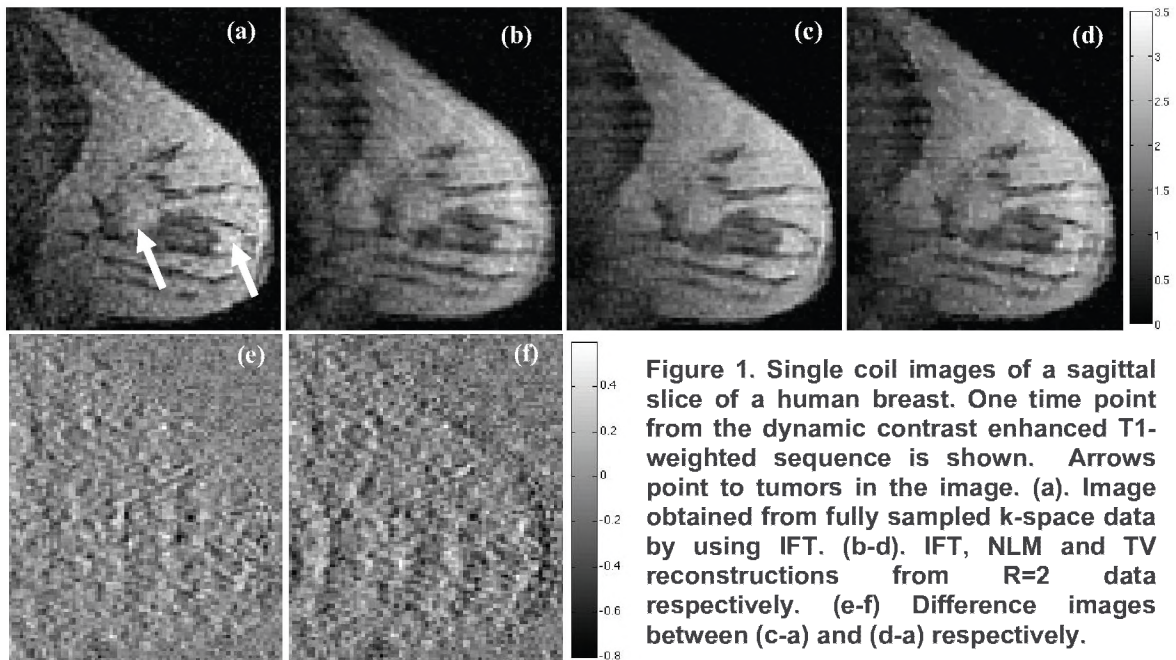 (a)
(b)
(c)
(d)
3.5
3
2.5
2
1.5
1
0.5
0
(e)
(f)
0.4
0.2
0
-0.2
-0.4
-0.6
-0.8
Figure 1. Single coil images of a sagittal
slice of a human breast. One time point
from the dynamic contrast enhanced T1-
weighted sequence is shown. Arrows
point to tumors in the image. (a). Image
obtained from fully sampled k-space data
by using IFT. (b-d). IFT, NLM and TV
reconstructions from R=2 data
respectively. (e-f) Difference images
between (c-a) and (d-a) respectively.